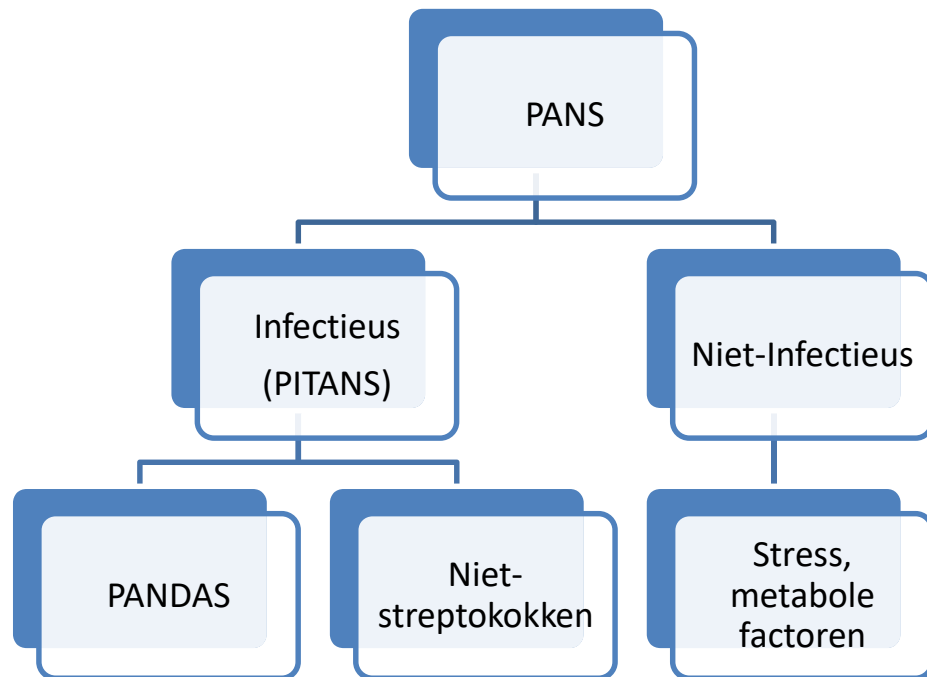 PANS
Infectieus
(PITANS)
Niet-Infectieus
PANDAS
Niet-
streptokokken
Stress,
metabole
factoren